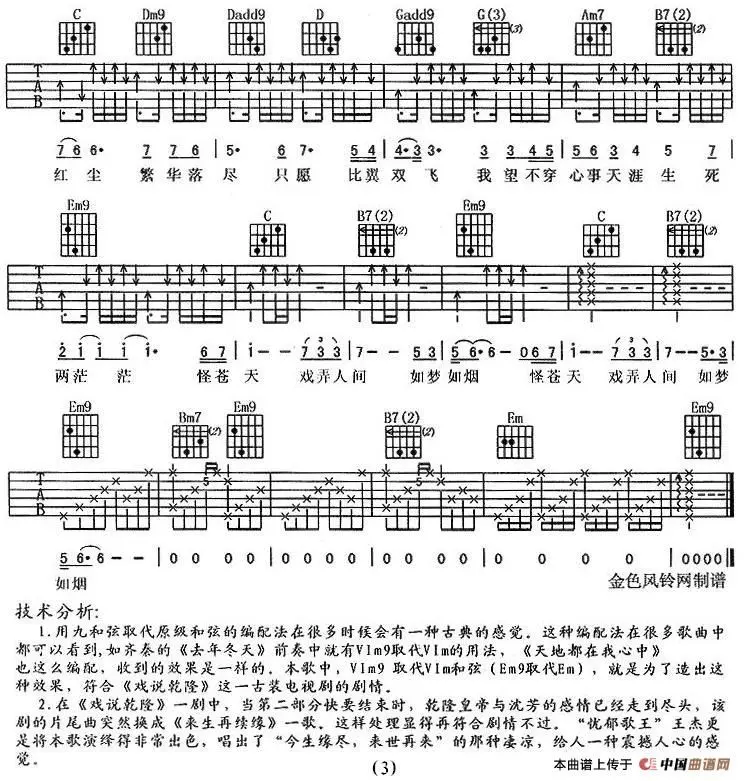 C Dm9 Dadd9 D Gadd9 G(3) Am7 B7(2)
(3) (2)
T
A
B
7 6 6· 7 7 6 | 5· 6 7 5 4 | 4·3 3· 3 3 4 5 | 4 5 6 7 5 7 |
红 尘 繁 华 落 尽 只 愿 比翼 双 飞 我 望 不 穿 心 事 天 涯 生 死
Em9 C B7(2) Em9 C B7(2)
(2) (2)
T
A
B
2 i i i i· 6 7 | i - - 7 3 3 | 7 - - 5 3 | 5 6 6· - 0 6 7 | i - - 7 3 3 | 7 - - 5·3 |
两 茫 茫 怪苍 天 戏弄人 间 如梦 如烟 怪苍 天 戏弄人 间 如梦
Em9 Bm7 Em9 B7(2) Em Em9
(2) (2)
T
A
B
5 5
5 6·6· - - | 0 0 0 0 | 0 0 0 0 | 0 0 0 0 | 0 0 0 0 | 0000 ‖
如烟 金色风铃网制谱
技术分析：
1.用九和弦取代原级和弦的编配法在很多时候会有一种古典的感觉。这种编配法在很多歌曲中
都可以看到，如齐秦的《去年冬天》前奏中就有VIm9取代VIm的用法，《天地都在我心中》
也这么编配，收到的效果是一样的。本歌中，VIm9 取代VIm和弦（Em9取代Em），就是为了造出这
种效果，符合《戏说乾隆》这一古装电视剧的剧情。
2.在《戏说乾隆》一剧中，当第二部分快要结束时，乾隆皇帝与沈芳的感情已经走到尽头，该
剧的片尾曲突然换成《来生再续缘》一歌。这样处理显得再符合剧情不过。“忧郁歌王”王杰更
是将本歌演绎得非常出色，唱出了“今生缘尽，来世再来”的那种凄凉，给人一种震撼人心的感
觉。
(3)
本曲谱上传于 中国曲谱网